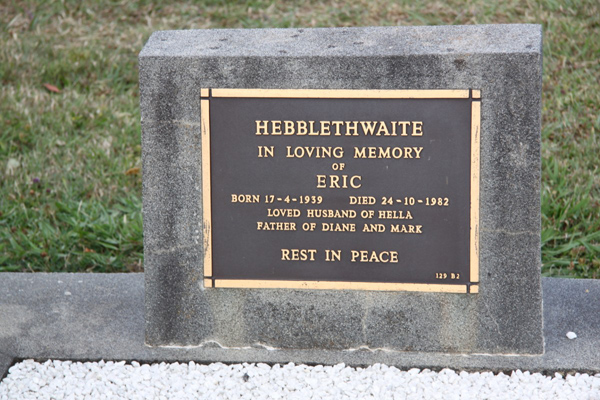 HEBBLETHWAITE
IN LOVING MEMORY
OF
ERIC
BORN 17-4-1939 DIED 24-10-1982
LOVED HUSBAND OF HELLA
FATHER OF DIANE AND MARK
REST IN PEACE
129 B2